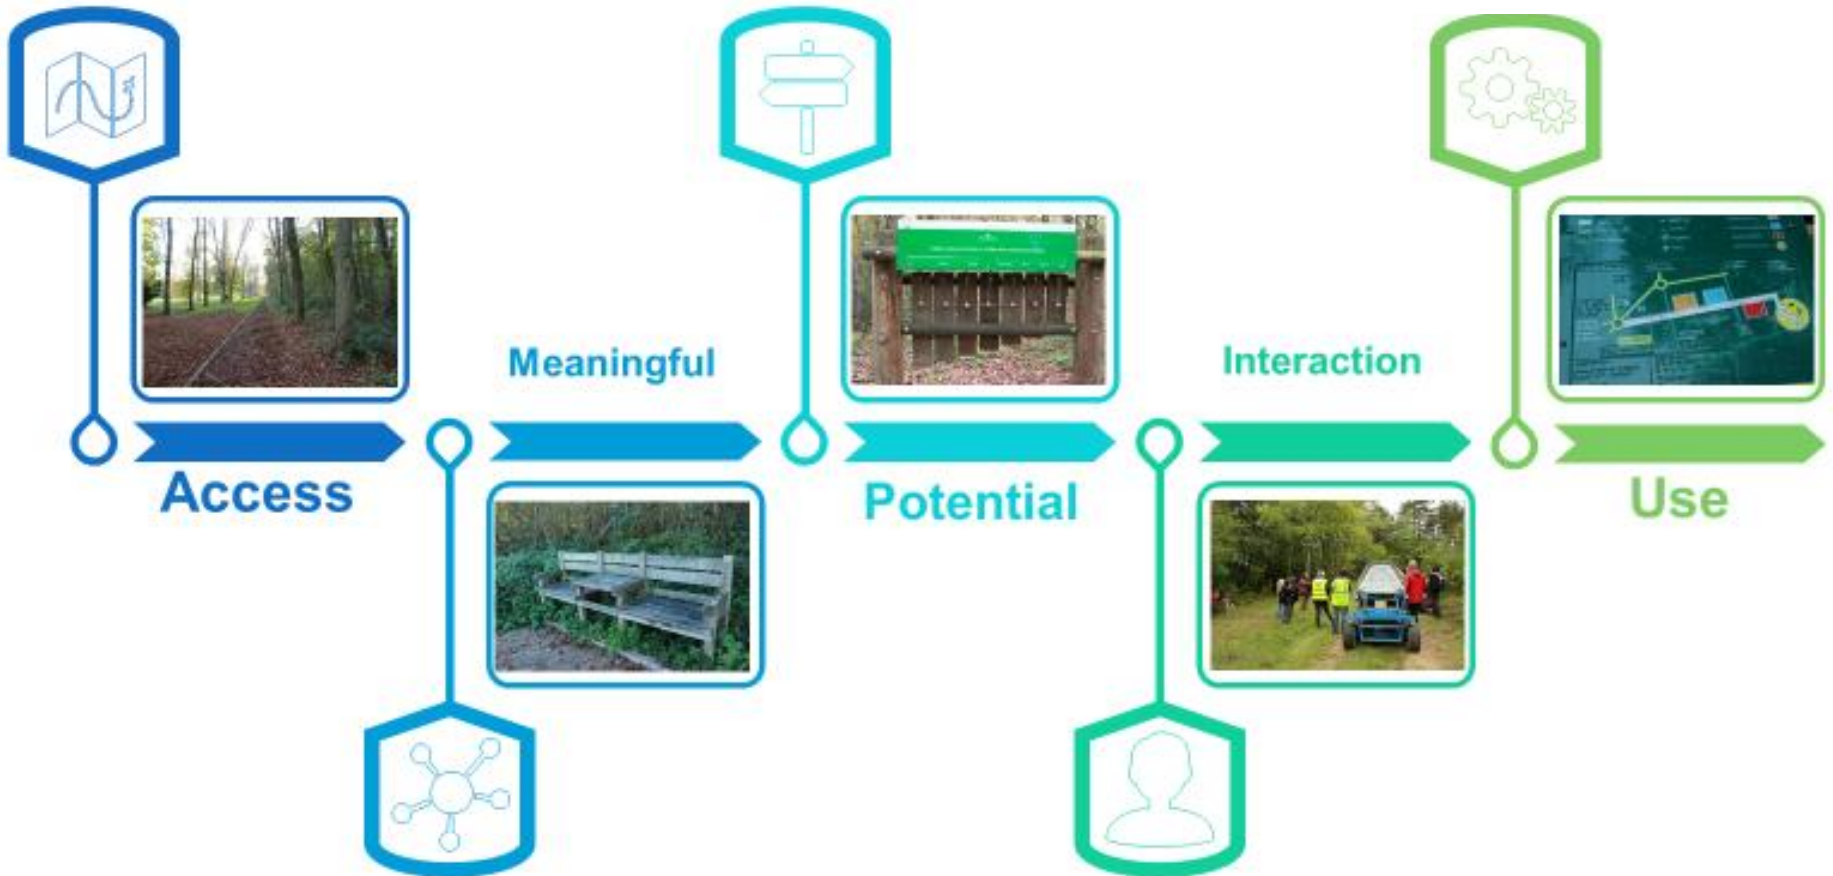 Access
Meaningful
Potential
Interaction
Use